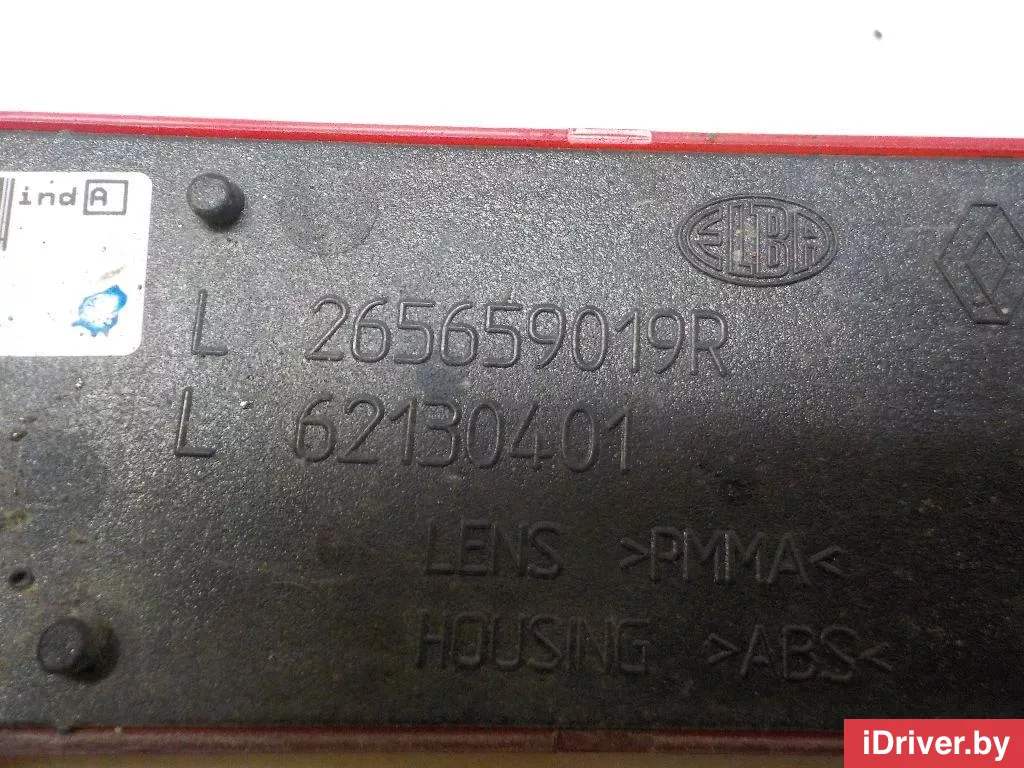 ind A
ELBA
L 265659019R
L 62130401
LENS >PMMA<
HOUSING >ABS<
iDriver.by